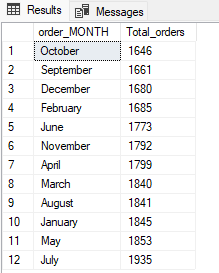 Results Messages
order_MONTH Total_orders
1 October 1646
2 September 1661
3 December 1680
4 February 1685
5 June 1773
6 November 1792
7 April 1799
8 March 1840
9 August 1841
10 January 1845
11 May 1853
12 July 1935